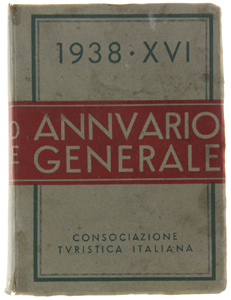 1938 · XVI
ANNVARIO
GENERALE
CONSOCIAZIONE
TVRISTICA ITALIANA